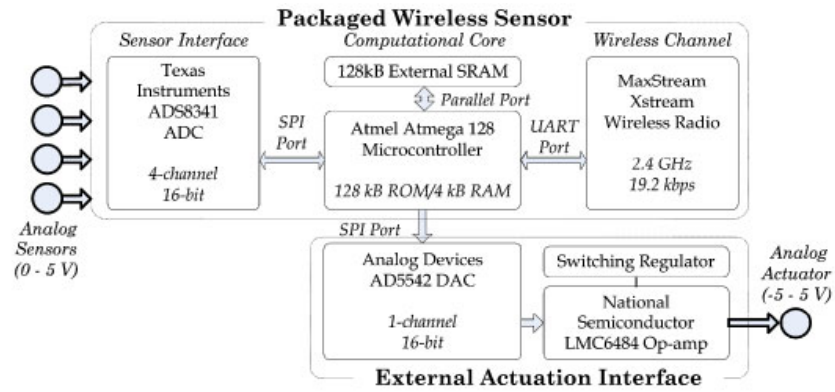 Packaged Wireless Sensor
Sensor Interface
Computational Core
Wireless Channel
Texas
Instruments
ADS8341
ADC
4-channel
16-bit
SPI
Port
128kB External SRAM
Parallel Port
Atmel Atmega 128
Microcontroller
128 kB ROM/4 kB RAM
UART
Port
MaxStream
Xstream
Wireless Radio
2.4 GHz
19.2 kbps
Analog
Sensors
(0 - 5 V)
SPI Port
Analog Devices
AD5542 DAC
1-channel
16-bit
Switching Regulator
National
Semiconductor
LMC6484 Op-amp
Analog
Actuator
(-5 - 5 V)
External Actuation Interface